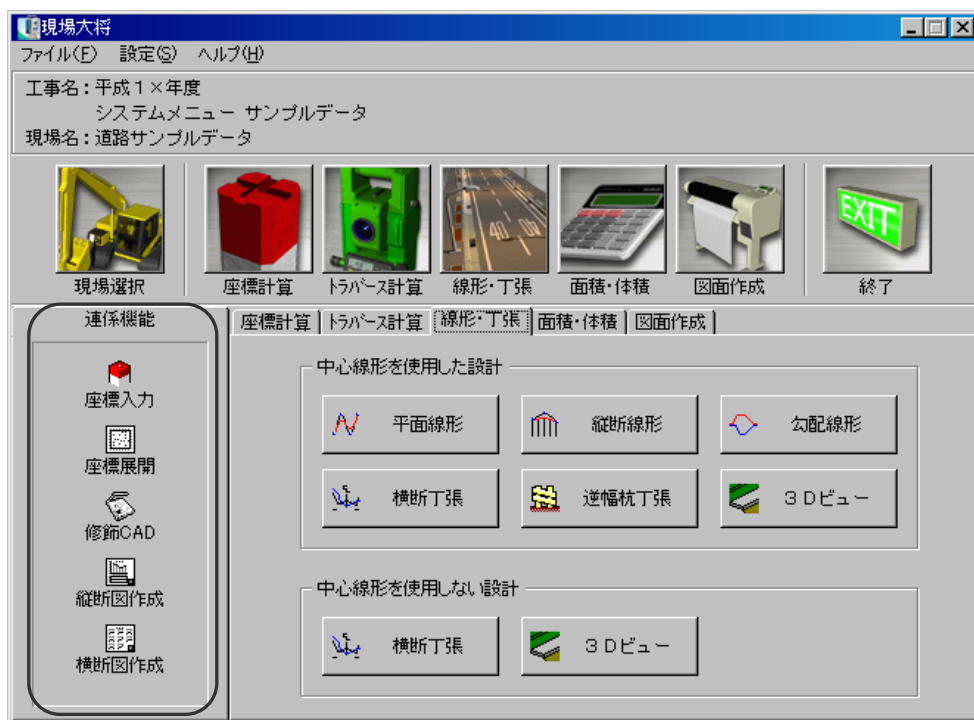 現場大将
ファイル(F) 設定(S) ヘルプ(H)
工事名:平成1×年度
システムメニュー サンプルデータ
現場名:道路サンプルデータ
40
EXIT
現場選択 座標計算 トラバース計算 線形・丁張 面積・体積 図面作成 終了
連係機能
座標入力
座標展開
修飾CAD
縦断図作成
横断図作成
座標計算 トラバース計算 線形・丁張 面積・体積 図面作成
中心線形を使用した設計
平面線形 縦断線形 勾配線形
横断丁張 逆幅杭丁張 3Dビュー
中心線形を使用しない設計
横断丁張 3Dビュー